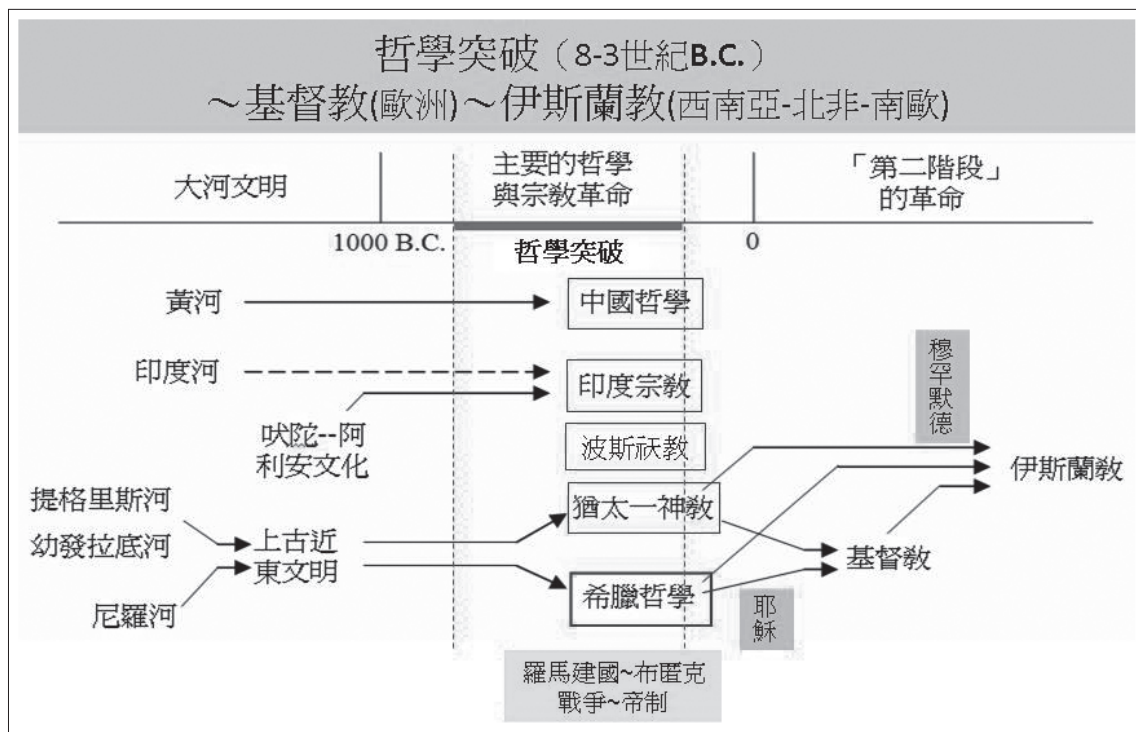 哲學突破（8-3世紀B.C.）
～基督教(歐洲)～伊斯蘭教(西南亞-北非-南歐)
大河文明
主要的哲學
與宗教革命
「第二階段」
的革命
1000 B.C.
哲學突破
0
黃河
中國哲學
印度河
印度宗教
吠陀--阿
利安文化
波斯祆教
穆罕默德
伊斯蘭教
提格里斯河
幼發拉底河
上古近
東文明
猶太一神教
基督教
尼羅河
希臘哲學
耶穌
羅馬建國~布匿克
戰爭~帝制